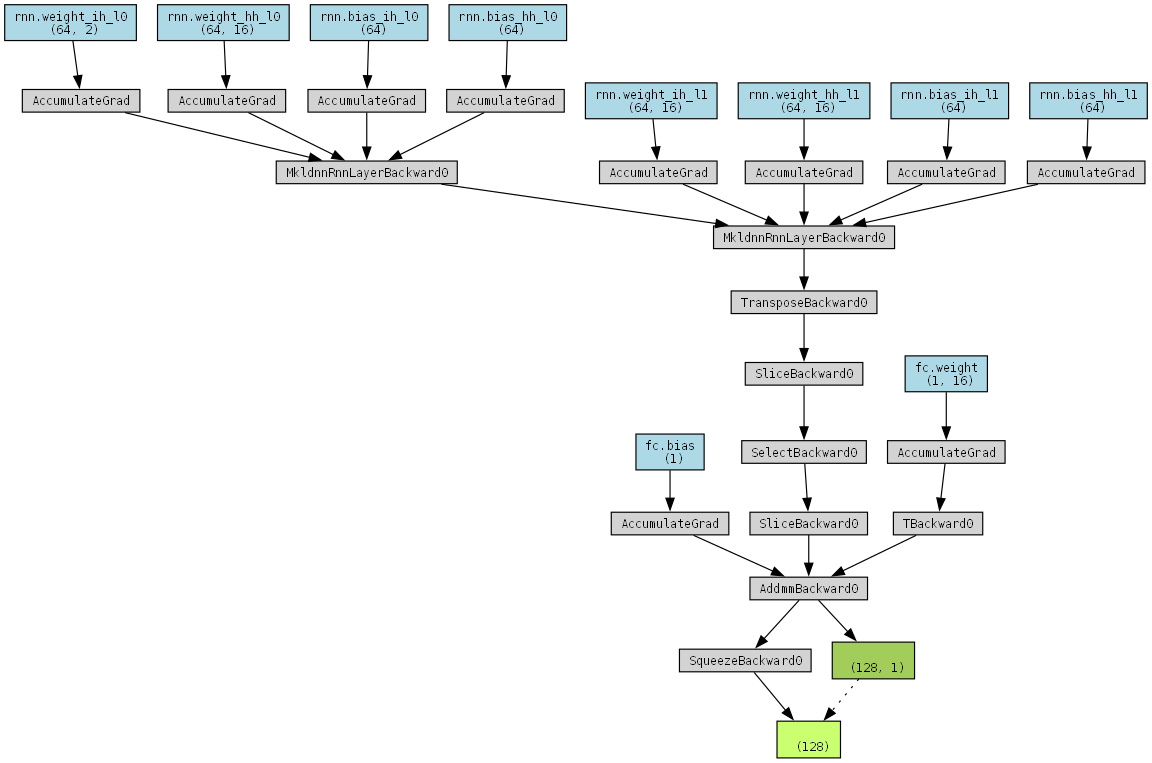 rnn.weight_ih_l0
(64, 2)
rnn.weight_hh_l0
(64, 16)
rnn.bias_ih_l0
(64)
rnn.bias_hh_l0
(64)
AccumulateGrad
AccumulateGrad
AccumulateGrad
AccumulateGrad
rnn.weight_ih_l1
(64, 16)
rnn.weight_hh_l1
(64, 16)
rnn.bias_ih_l1
(64)
rnn.bias_hh_l1
(64)
MkldnnRnnLayerBackward0
AccumulateGrad
AccumulateGrad
AccumulateGrad
AccumulateGrad
MkldnnRnnLayerBackward0
TransposeBackward0
SliceBackward0
fc.weight
(1, 16)
fc.bias
(1)
SelectBackward0
AccumulateGrad
AccumulateGrad
SliceBackward0
TBackward0
AddmmBackward0
SqueezeBackward0
(128, 1)
(128)